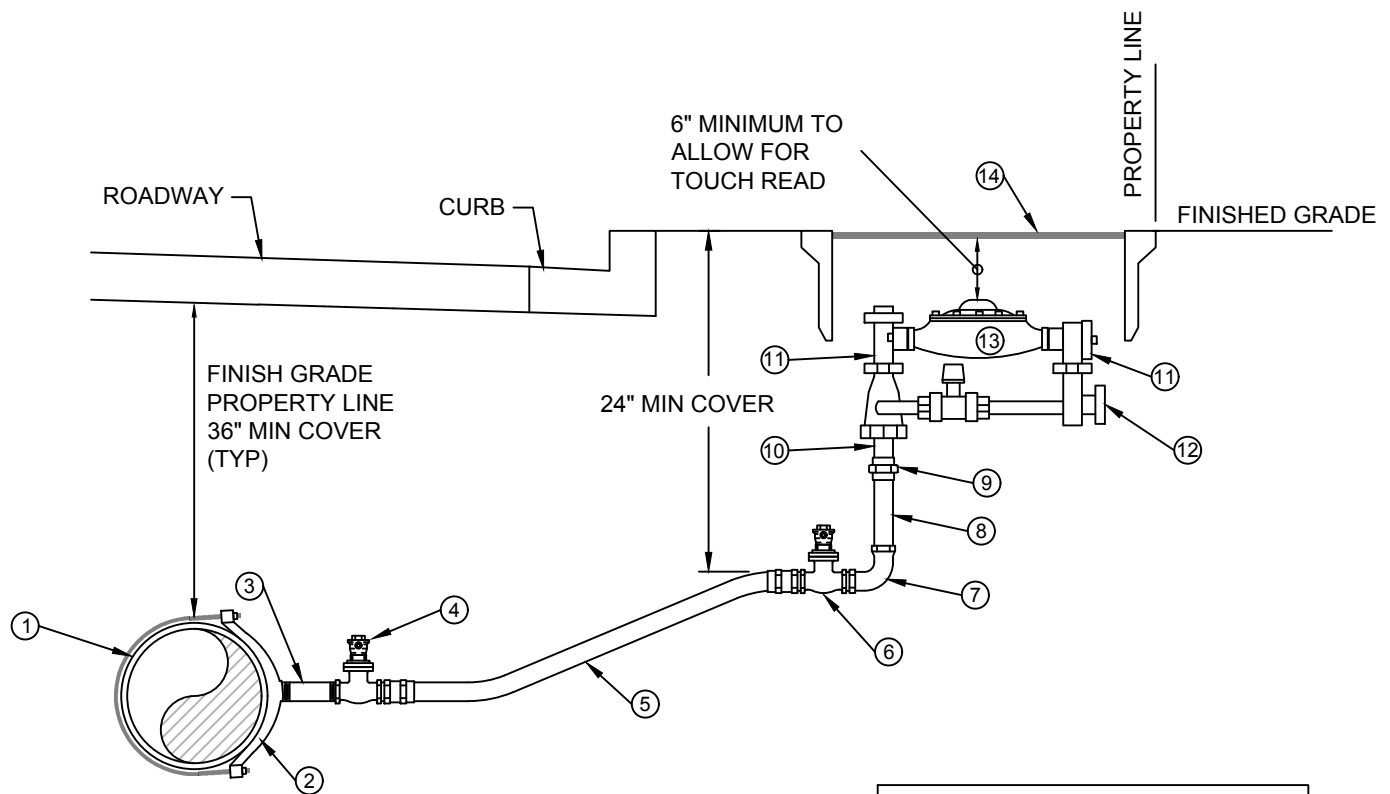 PROPERTY LINE
6" MINIMUM TO
ALLOW FOR
TOUCH READ
14
ROADWAY
CURB
FINISHED GRADE
13
11
11
FINISH GRADE
PROPERTY LINE
36" MIN COVER
(TYP)
24" MIN COVER
10
12
9
8
3
4
7
1
6
5
2